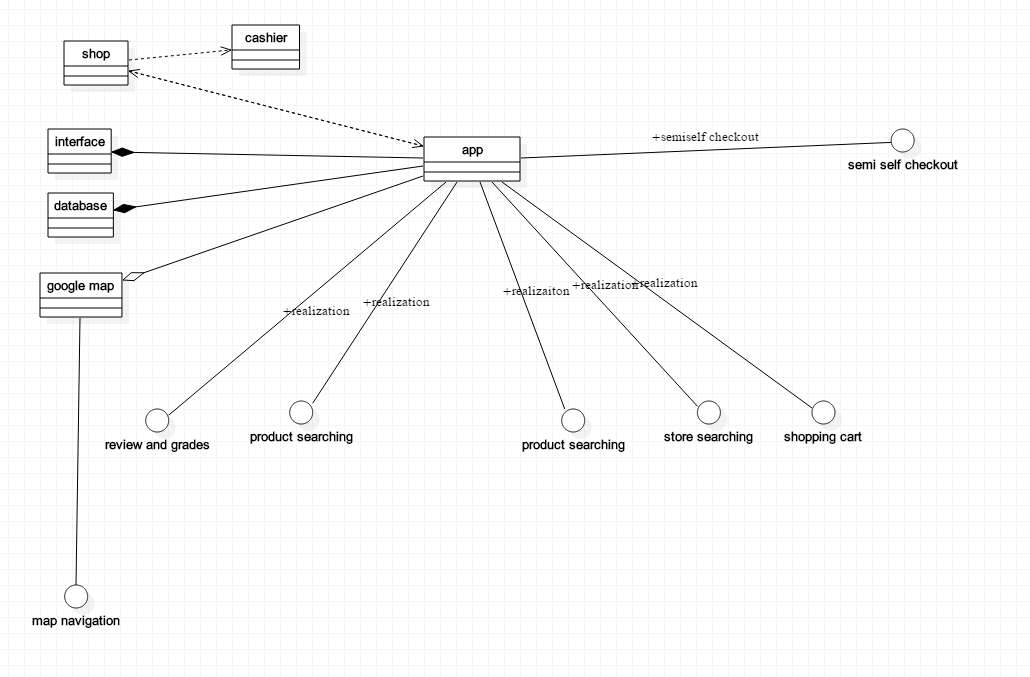 cashier
shop
interface
app
+semiself checkout
semi self checkout
database
google map
+realization
+realization
+realizaiton
+realization
+realization
review and grades
product searching
product searching
store searching
shopping cart
map navigation